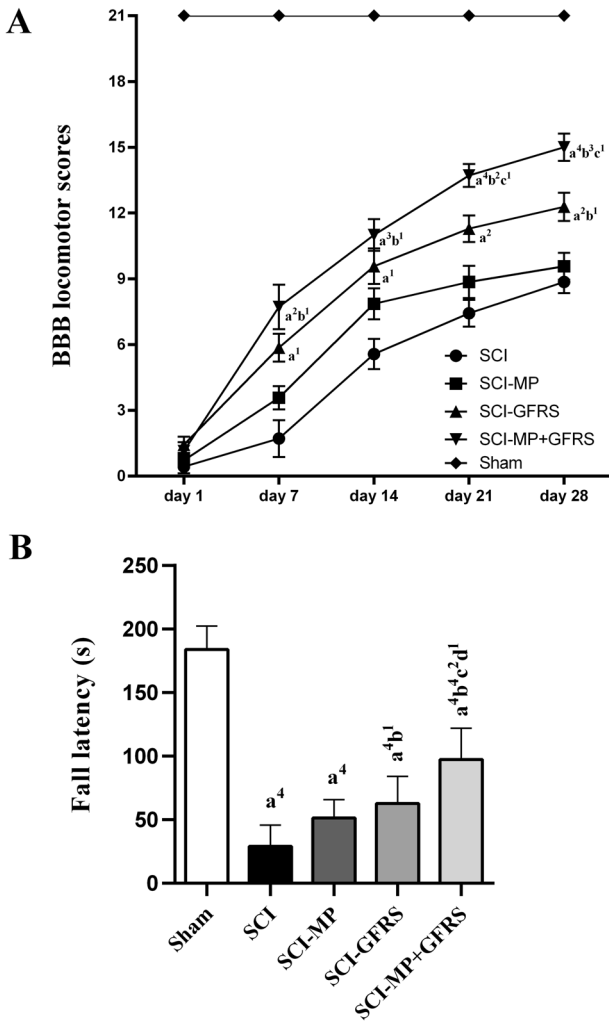 A
BBB locomotor scores
21
18
15
12
9
6
3
0
a²b¹
a¹
a³b¹
a¹
a⁴b²c¹
a²
a⁴b³c¹
a²b¹
SCI
SCI-MP
SCI-GFRS
SCI-MP+GFRS
Sham
day 1 day 7 day 14 day 21 day 28
B
Fall latency (s)
250
200
150
100
50
0
a⁴
a⁴
a⁴b¹
a⁴b⁴c²d¹
Sham
SCI
SCI-MP
SCI-GFRS
SCI-MP+GFRS